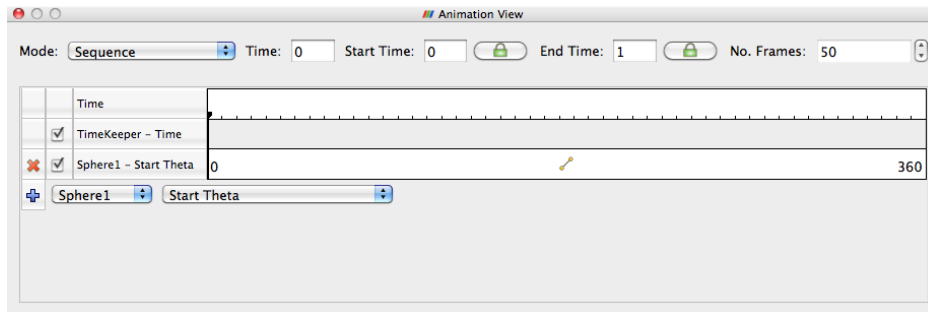 Animation View
Mode: Sequence Time: 0 Start Time: 0 End Time: 1 No. Frames: 50
Time
TimeKeeper – Time
Sphere1 – Start Theta 0 360
Sphere1 Start Theta